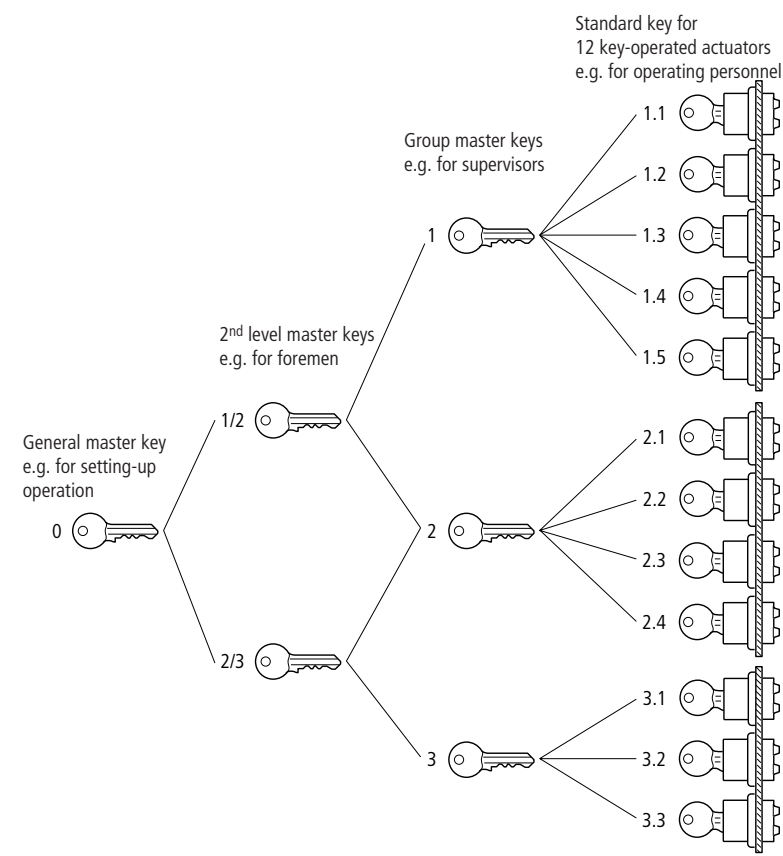 Standard key for
12 key-operated actuators
e.g. for operating personnel
1.1
Group master keys
e.g. for supervisors
1.2
1
1.3
1.4
2nd level master keys
e.g. for foremen
1.5
1/2
General master key
e.g. for setting-up
operation
2.1
2.2
0
2
2.3
2.4
2/3
3.1
3
3.2
3.3